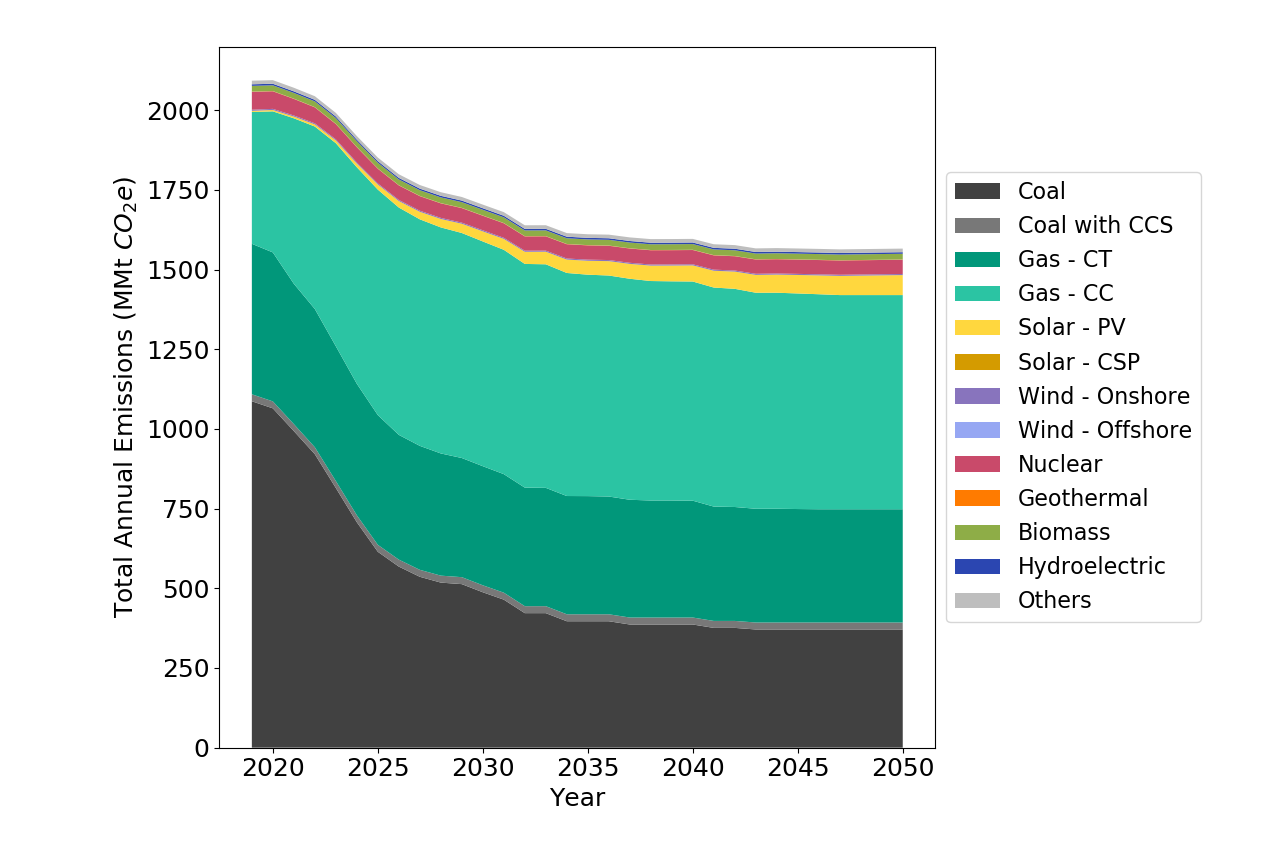 Total Annual Emissions (MMt CO₂e)
2000
1750
1500
1250
1000
750
500
250
0
2020 2025 2030 2035 2040 2045 2050
Year
Coal
Coal with CCS
Gas - CT
Gas - CC
Solar - PV
Solar - CSP
Wind - Onshore
Wind - Offshore
Nuclear
Geothermal
Biomass
Hydroelectric
Others